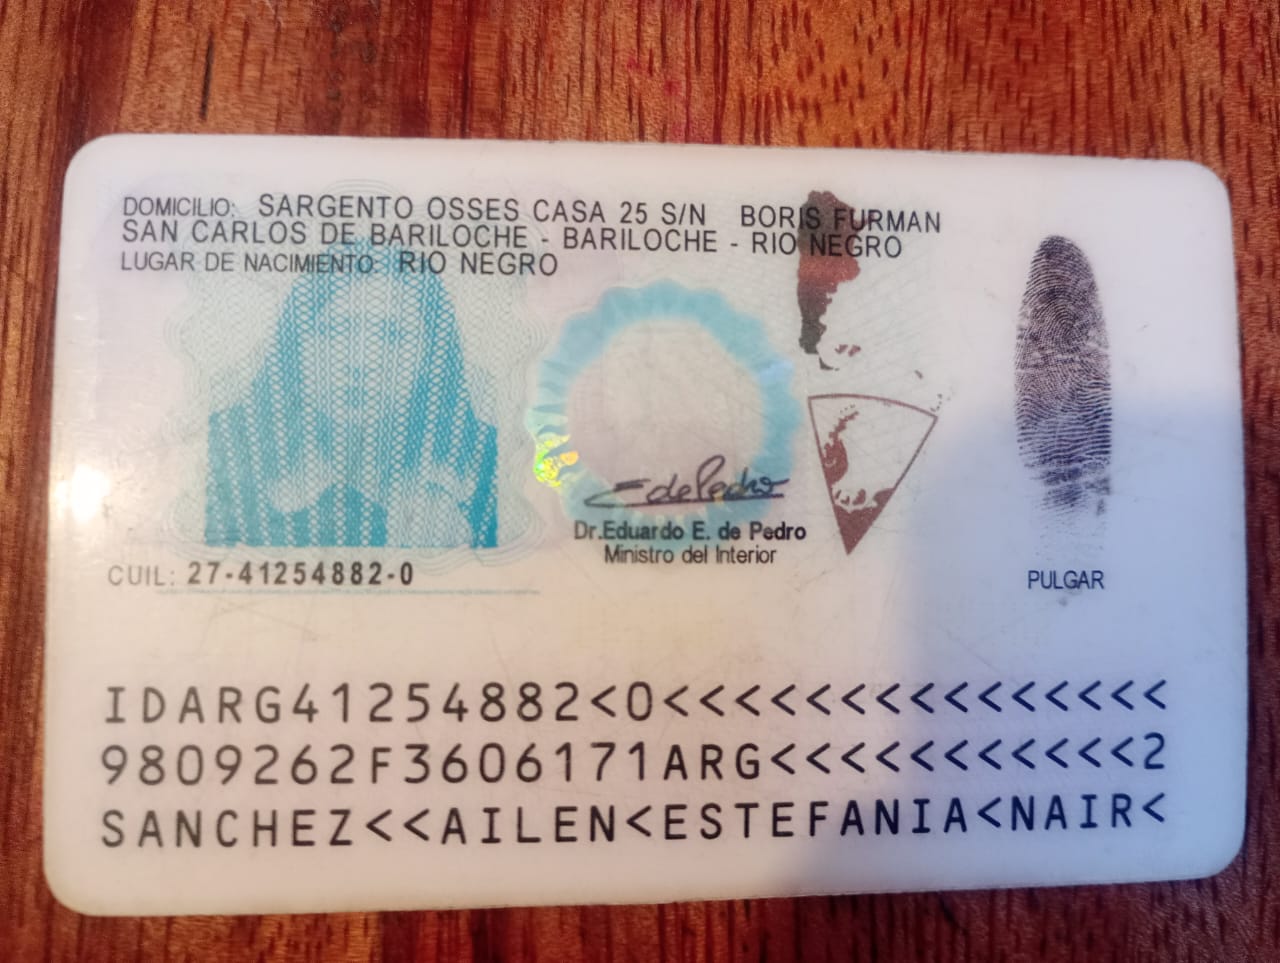 DOMICILIO: SARGENTO OSSES CASA 25 S/N BORIS FURMAN
SAN CARLOS DE BARILOCHE - BARILOCHE - RIO NEGRO
LUGAR DE NACIMIENTO: RIO NEGRO
E de Pedro
Dr.Eduardo E. de Pedro
Ministro del Interior
CUIL: 27-41254882-0
PULGAR
IDARG41254882<0<<<<<<<<<<<<<<<
9809262F3606171ARG<<<<<<<<<<<2
SANCHEZ<<AILEN<ESTEFANIA<NAIR<